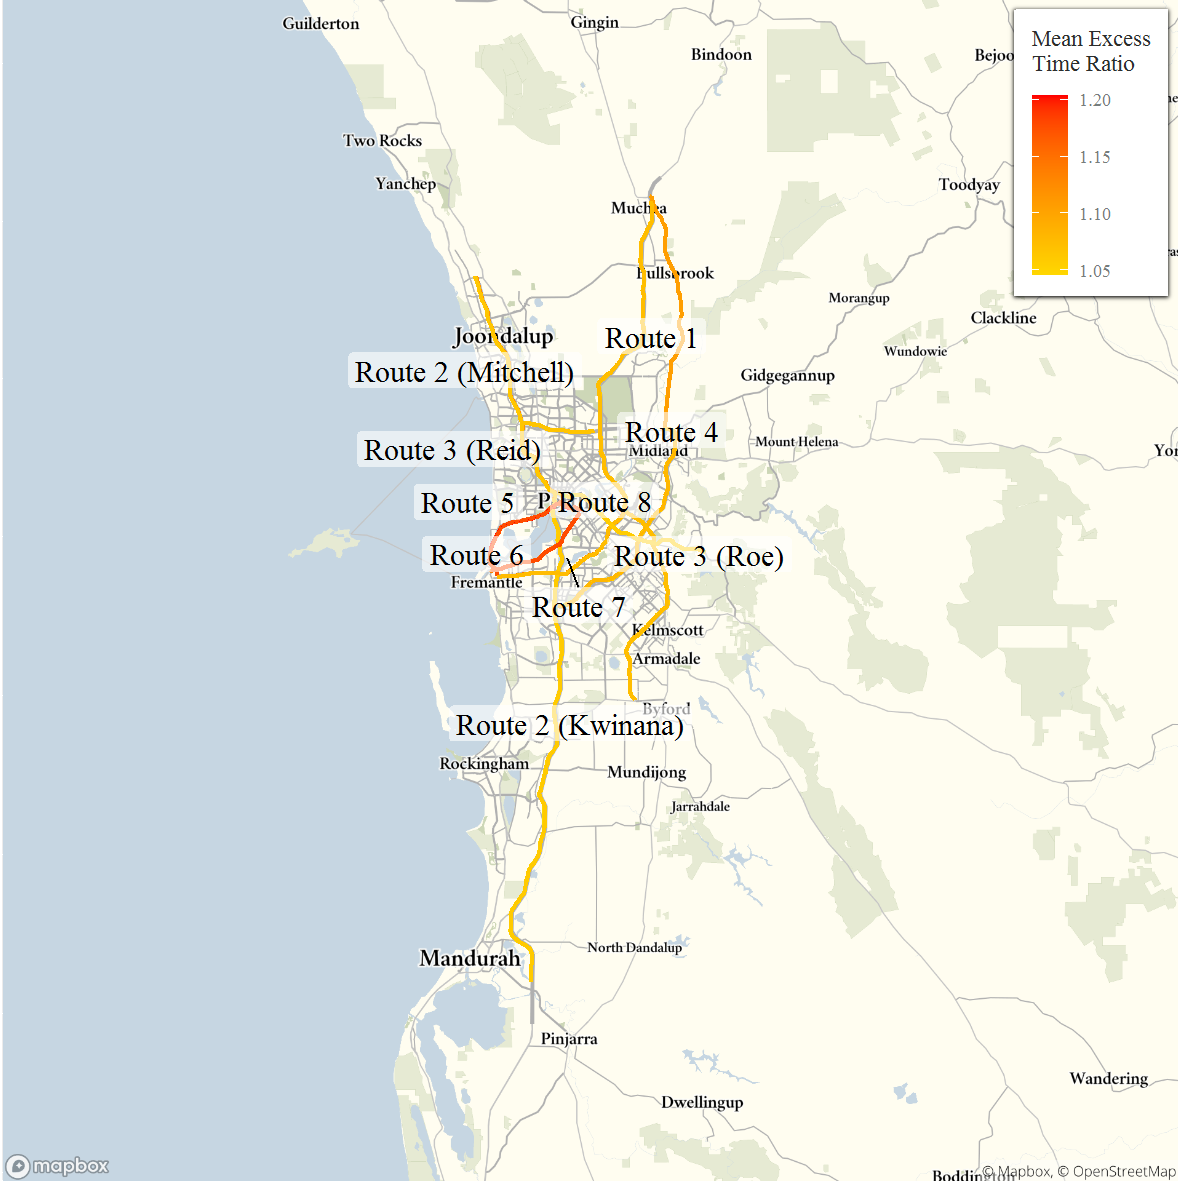 Guilderton
Gingin
Bindoon
Mean Excess
Time Ratio
1.20
1.15
1.10
1.05
Two Rocks
Yanchep
Toodyay
Muchea
Bullsbrook
Morangup
Clackline
Joondalup
Route 1
Wundowie
Route 2 (Mitchell)
Gidgegannup
Route 4
Mount Helena
Route 3 (Reid)
Midland
Route 5
P
Route 8
Route 6
Route 3 (Roe)
Fremantle
Route 7
Kelmscott
Armadale
Byford
Route 2 (Kwinana)
Rockingham
Mundijong
Jarrahdale
North Dandalup
Mandurah
Pinjarra
Wandering
Dwellingup
mapbox
Boddington
© Mapbox, © OpenStreetMap